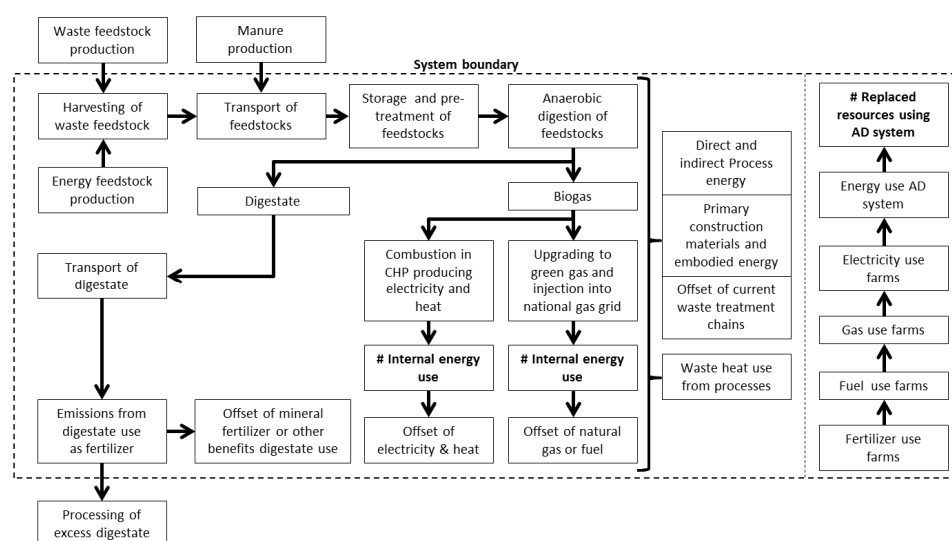 Waste feedstock
production
Manure
production
System boundary
Harvesting of
waste feedstock
Transport of
feedstocks
Storage and pre-
treatment of
feedstocks
Anaerobic
digestion of
feedstocks
Energy feedstock
production
Digestate
Biogas
Transport of
digestate
Combustion in
CHP producing
electricity and
heat
Upgrading to
green gas and
injection into
national gas grid
# Internal energy
use
# Internal energy
use
Emissions from
digestate use
as fertilizer
Offset of mineral
fertilizer or other
benefits digestate use
Offset of
electricity & heat
Offset of natural
gas or fuel
Processing of
excess digestate
Direct and
indirect Process
energy
Primary
construction
materials and
embodied energy
Offset of current
waste treatment
chains
Waste heat use
from processes
# Replaced
resources using
AD system
Energy use AD
system
Electricity use
farms
Gas use farms
Fuel use farms
Fertilizer use
farms